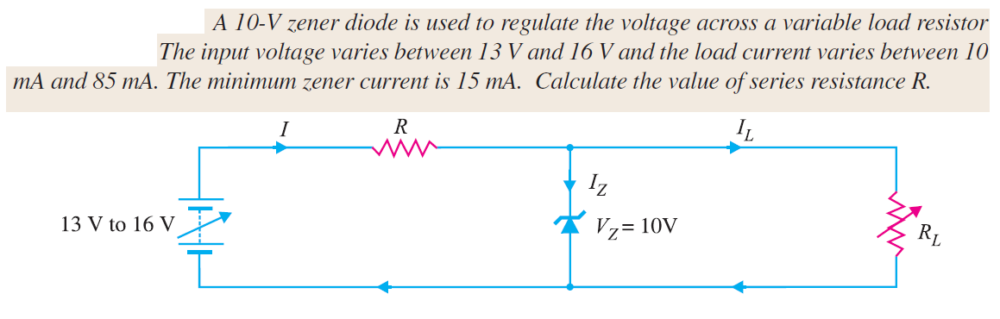 A 10-V zener diode is used to regulate the voltage across a variable load resistor
The input voltage varies between 13 V and 16 V and the load current varies between 10
mA and 85 mA. The minimum zener current is 15 mA. Calculate the value of series resistance R.
I
R
I_L
I_Z
13 V to 16 V
V_Z = 10V
R_L